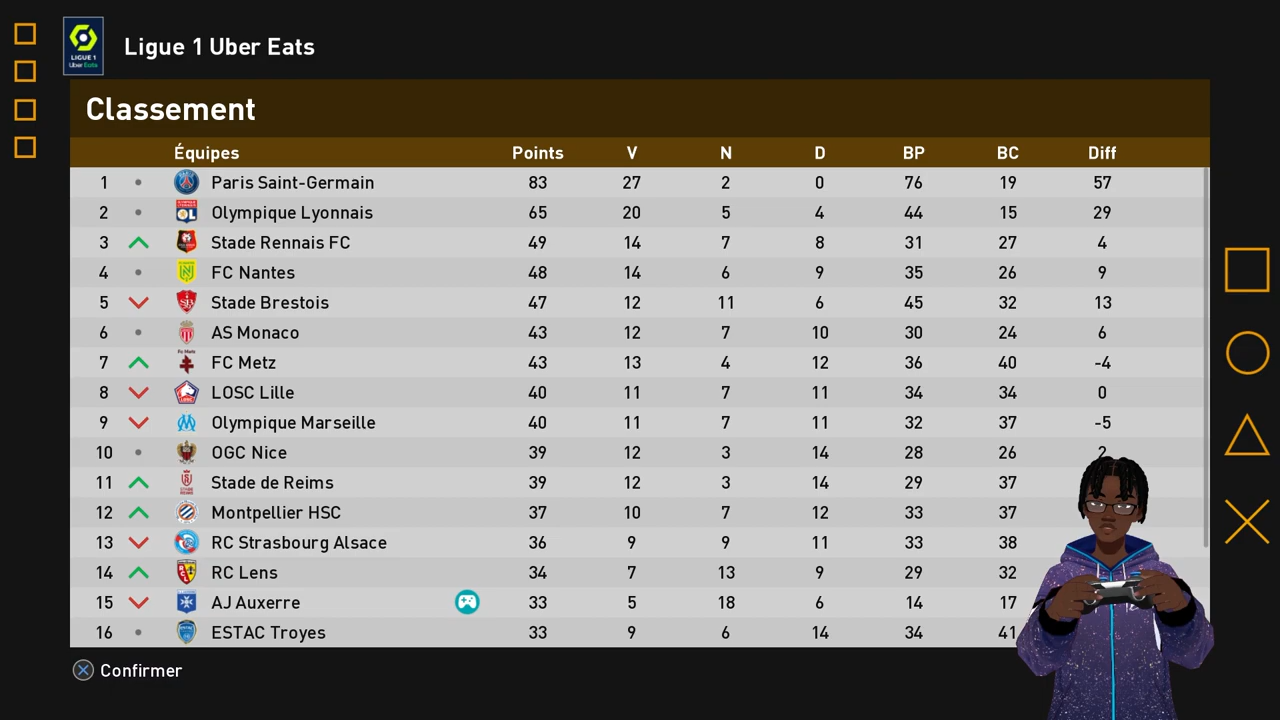 LIGUE 1
Uber Eats
Ligue 1 Uber Eats
Classement
Équipes Points V N D BP BC Diff
1 Paris Saint-Germain 83 27 2 0 76 19 57
2 Olympique Lyonnais 65 20 5 4 44 15 29
3 Stade Rennais FC 49 14 7 8 31 27 4
4 FC Nantes 48 14 6 9 35 26 9
5 Stade Brestois 47 12 11 6 45 32 13
6 AS Monaco 43 12 7 10 30 24 6
7 FC Metz 43 13 4 12 36 40 -4
8 LOSC Lille 40 11 7 11 34 34 0
9 Olympique Marseille 40 11 7 11 32 37 -5
10 OGC Nice 39 12 3 14 28 26 2
11 Stade de Reims 39 12 3 14 29 37
12 Montpellier HSC 37 10 7 12 33 37
13 RC Strasbourg Alsace 36 9 9 11 33 38
14 RC Lens 34 7 13 9 29 32
15 AJ Auxerre 33 5 18 6 14 17
16 ESTAC Troyes 33 9 6 14 34 41
Confirmer